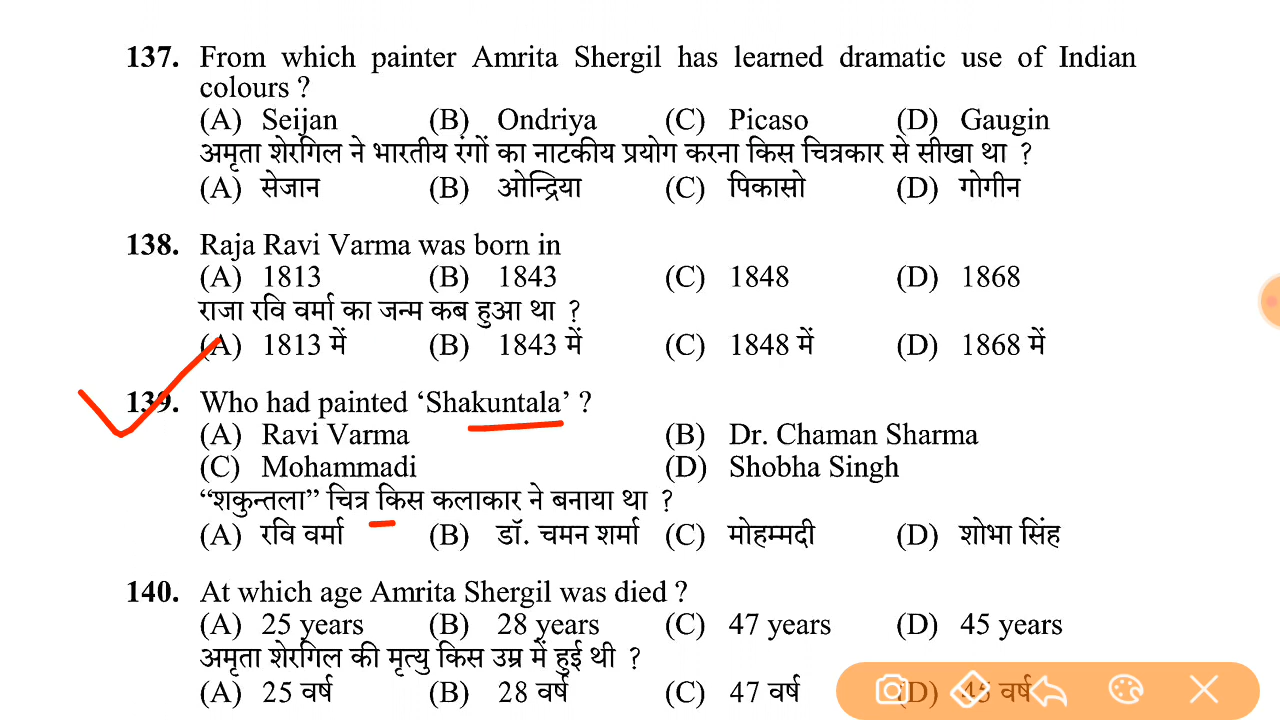 137. From which painter Amrita Shergil has learned dramatic use of Indian
colours ?
(A) Seijan (B) Ondriya (C) Picaso (D) Gaugin
अमृता शेरगिल ने भारतीय रंगों का नाटकीय प्रयोग करना किस चित्रकार से सीखा था ?
(A) सेजान (B) ओन्द्रिया (C) पिकासो (D) गोगीन
138. Raja Ravi Varma was born in
(A) 1813 (B) 1843 (C) 1848 (D) 1868
राजा रवि वर्मा का जन्म कब हुआ था ?
(A) 1813 में (B) 1843 में (C) 1848 में (D) 1868 में
139. Who had painted ‘Shakuntala’ ?
(A) Ravi Varma (B) Dr. Chaman Sharma
(C) Mohammadi (D) Shobha Singh
“शकुन्तला” चित्र किस कलाकार ने बनाया था ?
(A) रवि वर्मा (B) डॉ. चमन शर्मा (C) मोहम्मदी (D) शोभा सिंह
140. At which age Amrita Shergil was died ?
(A) 25 years (B) 28 years (C) 47 years (D) 45 years
अमृता शेरगिल की मृत्यु किस उम्र में हुई थी ?
(A) 25 वर्ष (B) 28 वर्ष (C) 47 वर्ष (D) 45 वर्ष